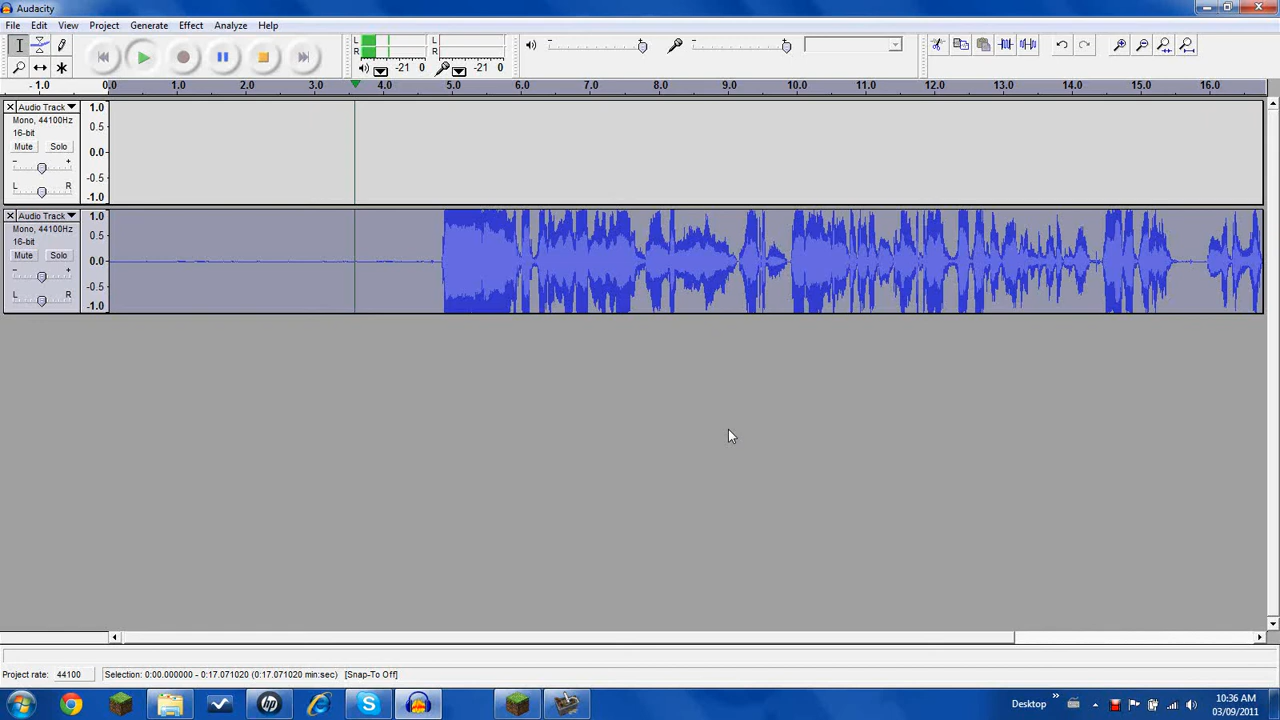 Audacity
File Edit View Project Generate Effect Analyze Help
L
R
-21 0
L
R
-21 0
- 1.0 0.0 1.0 2.0 3.0 4.0 5.0 6.0 7.0 8.0 9.0 10.0 11.0 12.0 13.0 14.0 15.0 16.0
Audio Track
Mono, 44100Hz
16-bit
Mute Solo
- +
L R
1.0
0.5
0.0
-0.5
-1.0
Audio Track
Mono, 44100Hz
16-bit
Mute Solo
- +
L R
1.0
0.5
0.0
-0.5
-1.0
Project rate: 44100 Selection: 0:00.000000 - 0:17.071020 (0:17.071020 min:sec) [Snap-To Off]
Desktop
10:36 AM
03/09/2011